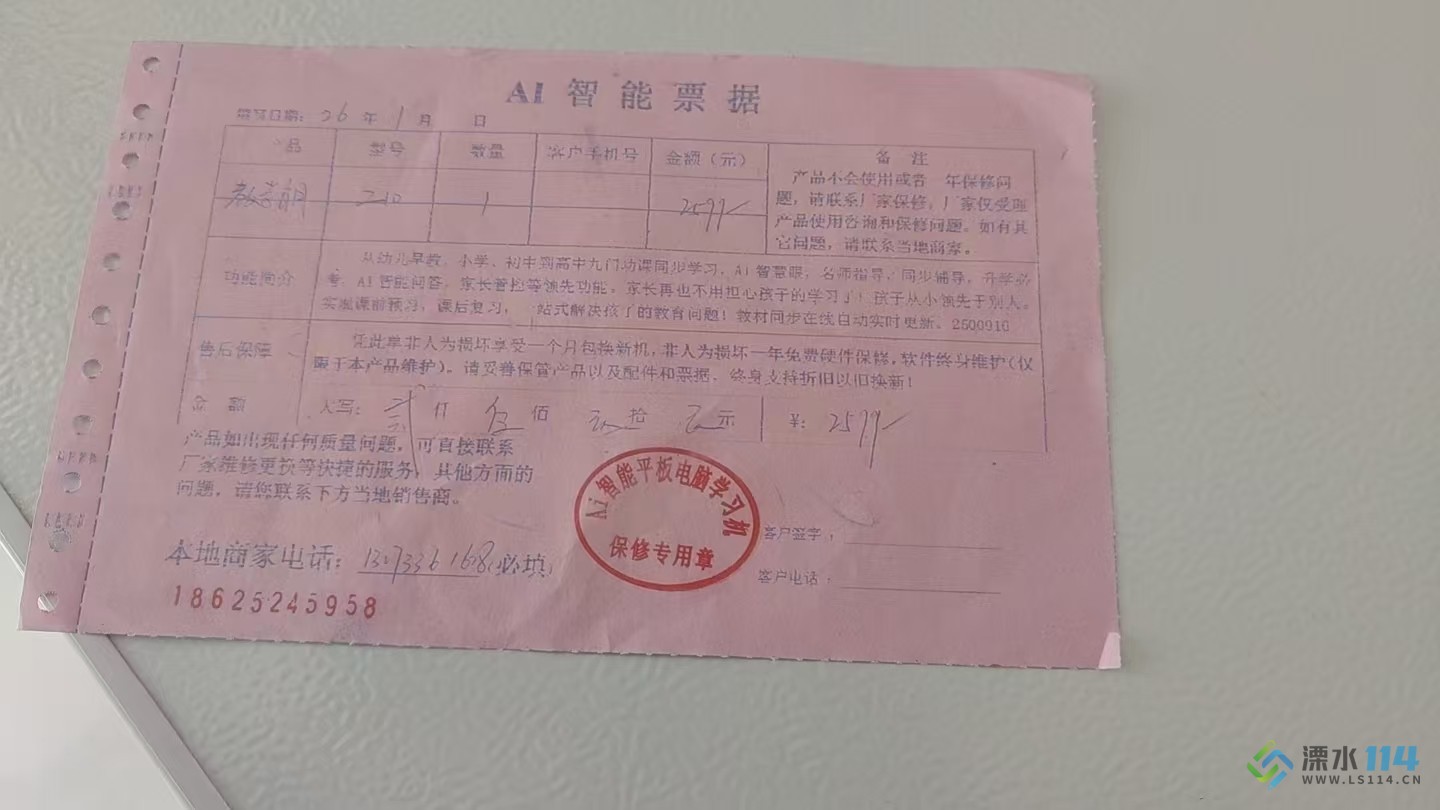 AI 智能票据
填写日期：26 年 1 月 日
品 型号 数量 客户手机号 金额（元） 备 注
Z10 1 2599
产品不会使用或者 年保修问
题，请联系厂家保修，厂家仅受理
产品使用咨询和保修问题。如有其
它问题，请联系当地商家。
功能简介
从幼儿早教、小学、初中到高中九门功课同步学习，AI智慧眼，名师指导，同步辅导，升学必
考，AI智能问答，家长管控等领先功能，家长再也不用担心孩子的学习了！孩子从小领先于别人。
实现课前预习，课后复习， 站式解决孩子的教育问题！教材同步在线自动实时更新。2500910
售后保障
凭此单非人为损坏享受一个月包换新机，非人为损坏一年免费硬件保修，软件终身维护（仅
限于本产品维护）。请妥善保管产品以及配件和票据，终身支持折旧以旧换新！
金 额 大写： 仟 伍 佰 拾 元 ¥：2599
产品如出现任何质量问题，可直接联系
厂家维修更换等快捷的服务，其他方面的
问题，请您联系下方当地销售商。
Ai智能平板电脑学习机
保修专用章
客户签字：
客户电话：
本地商家电话： （必填）
18625245958
溧水114
WWW.LS114.CN